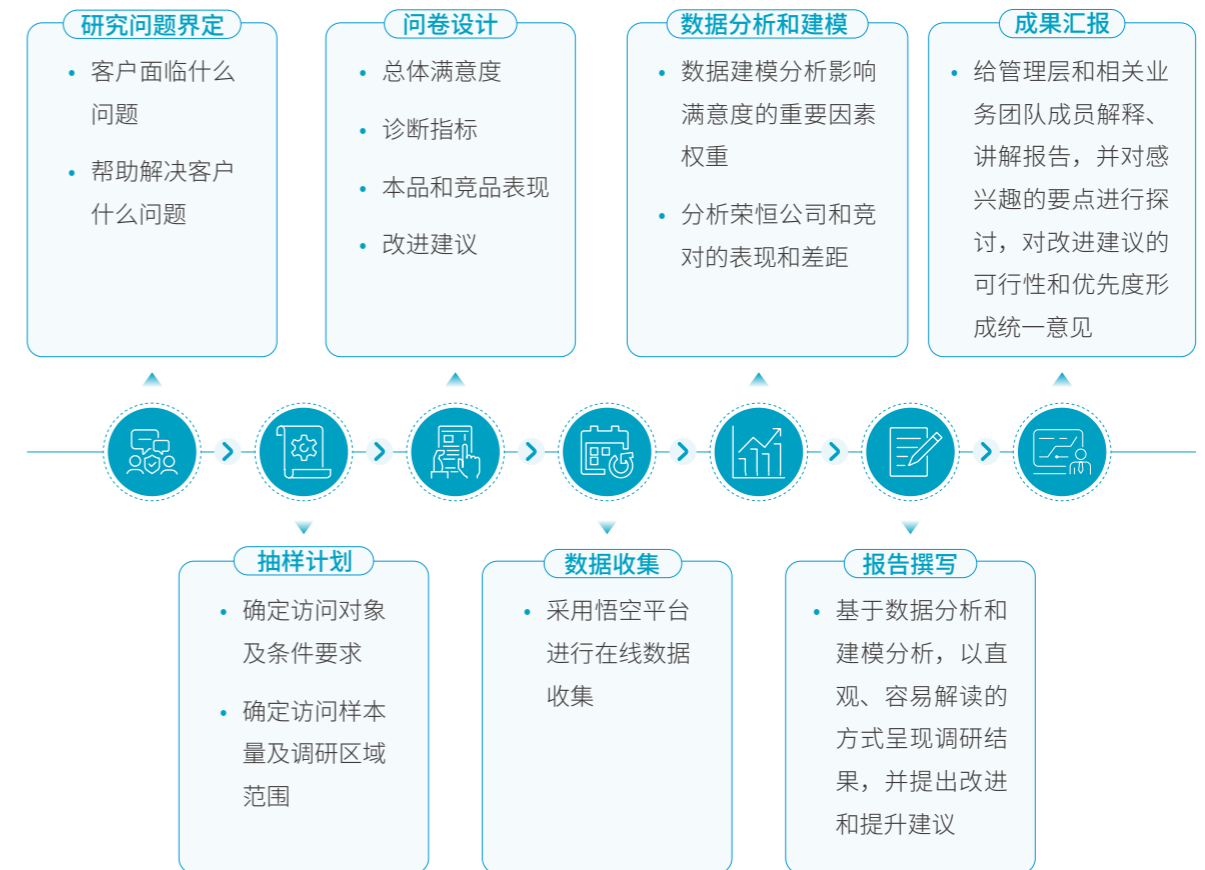 研究问题界定
• 客户面临什么
问题
• 帮助解决客户
什么问题
问卷设计
• 总体满意度
• 诊断指标
• 本品和竞品表现
• 改进建议
数据分析和建模
• 数据建模分析影响
满意度的重要因素
权重
• 分析荣恒公司和竞
对的表现和差距
成果汇报
• 给管理层和相关业
务团队成员解释、
讲解报告，并对感
兴趣的要点进行探
讨，对改进建议的
可行性和优先度形
成统一意见
抽样计划
• 确定访问对象
及条件要求
• 确定访问样本
量及调研区域
范围
数据收集
• 采用悟空平台
进行在线数据
收集
报告撰写
• 基于数据分析和
建模分析，以直
观、容易解读的
方式呈现调研结
果，并提出改进
和提升建议